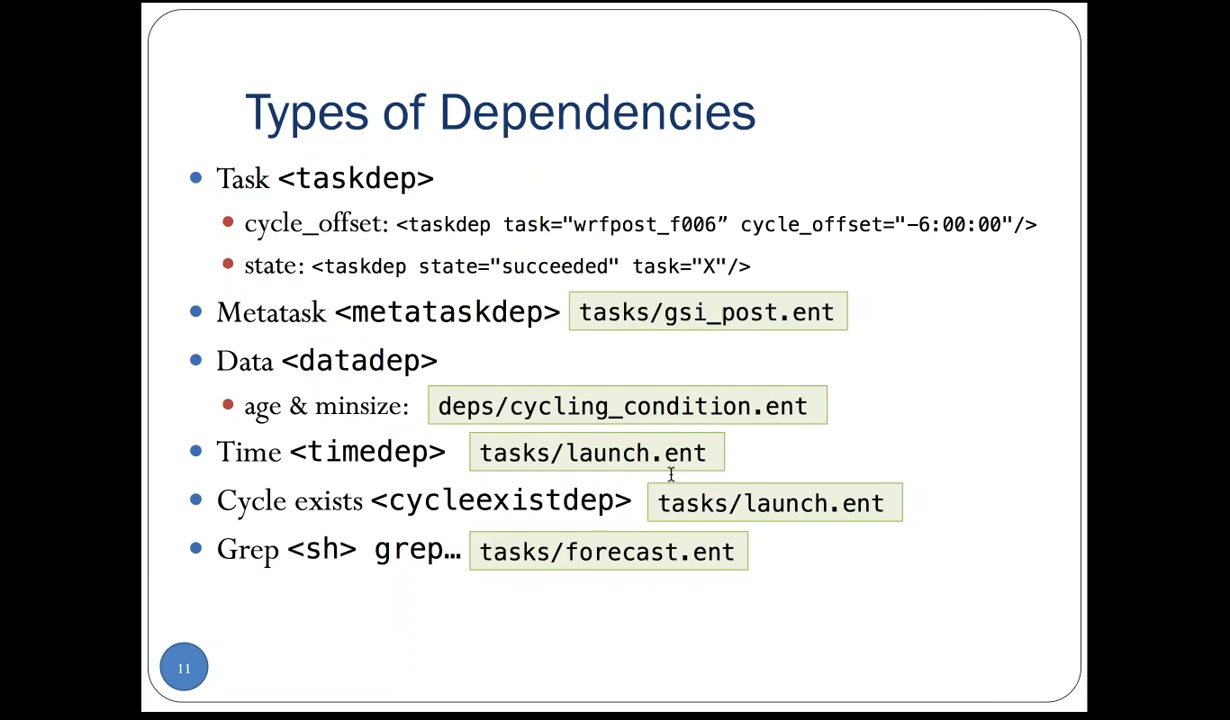 Types of Dependencies
Task <taskdep>
cycle_offset: <taskdep task="wrfpost_f006” cycle_offset="-6:00:00"/>
state: <taskdep state="succeeded" task="X"/>
Metatask <metataskdep> tasks/gsi_post.ent
Data <datadep>
age & minsize: deps/cycling_condition.ent
Time <timedep> tasks/launch.ent
Cycle exists <cycleexistdep> tasks/launch.ent
Grep <sh> grep… tasks/forecast.ent
11